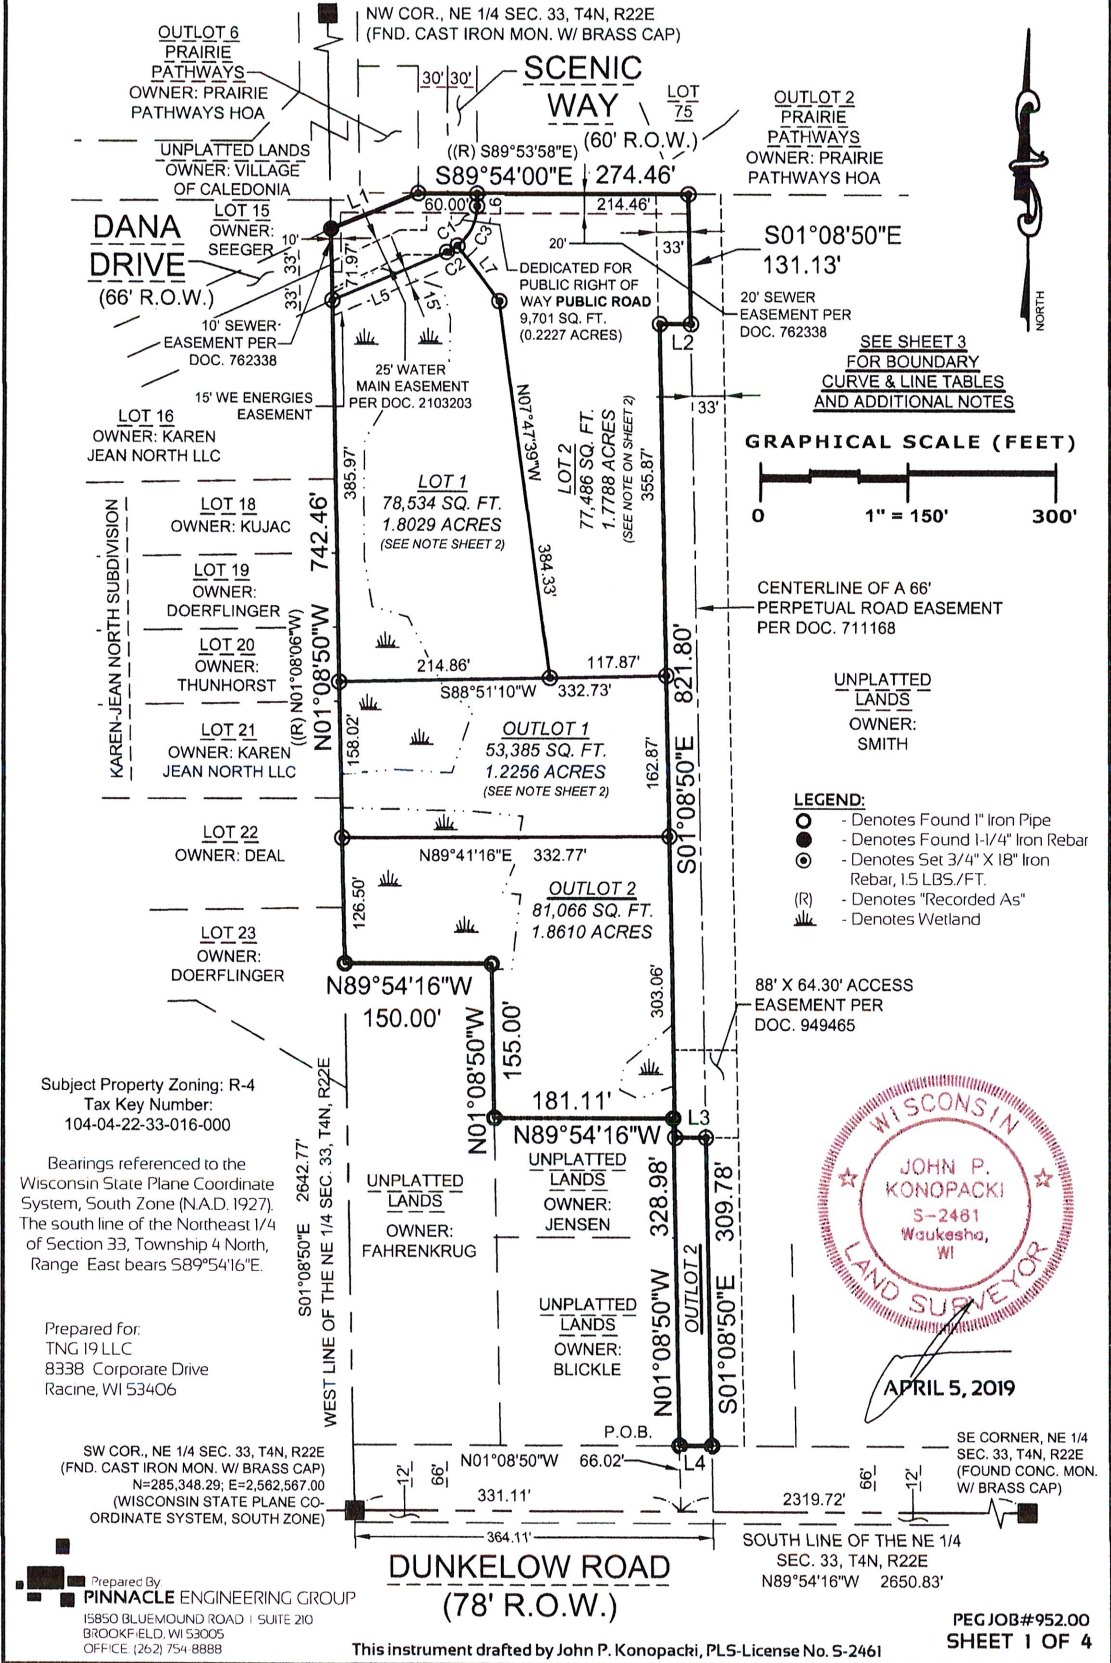 NW COR., NE 1/4 SEC. 33, T4N, R22E
(FND. CAST IRON MON. W/ BRASS CAP)
OUTLOT 6
PRAIRIE
PATHWAYS
OWNER: PRAIRIE
PATHWAYS HOA
30' 30'
SCENIC
WAY
(60' R.O.W.)
LOT
75
OUTLOT 2
PRAIRIE
PATHWAYS
OWNER: PRAIRIE
PATHWAYS HOA
UNPLATTED LANDS
OWNER: VILLAGE
OF CALEDONIA
((R) S89°53'58"E)
S89°54'00"E 274.46'
60.00'
214.46'
L1
LOT 15
OWNER:
SEEGER
DANA
DRIVE
(66' R.O.W.)
10'
33'
33'
71.97'
L5
15'
C1
C2
C3
L7
20'
33'
S01°08'50"E
131.13'
DEDICATED FOR
PUBLIC RIGHT OF
WAY PUBLIC ROAD
9,701 SQ. FT.
(0.2227 ACRES)
20' SEWER
EASEMENT PER
DOC. 762338
10' SEWER
EASEMENT PER
DOC. 762338
L2
SEE SHEET 3
FOR BOUNDARY
CURVE & LINE TABLES
AND ADDITIONAL NOTES
NORTH
25' WATER
MAIN EASEMENT
PER DOC. 2103203
15' WE ENERGIES
EASEMENT
33'
LOT 16
OWNER: KAREN
JEAN NORTH LLC
GRAPHICAL SCALE (FEET)
0 1" = 150' 300'
385.97'
LOT 1
78,534 SQ. FT.
1.8029 ACRES
(SEE NOTE SHEET 2)
N07°47'39"W
384.33'
LOT 2
77,486 SQ. FT.
1.7788 ACRES
(SEE NOTE ON SHEET 2)
355.87'
KAREN-JEAN NORTH SUBDIVISION
LOT 18
OWNER: KUJAC
LOT 19
OWNER:
DOERFLINGER
LOT 20
OWNER:
THUNHORST
LOT 21
OWNER: KAREN
JEAN NORTH LLC
((R) N01°08'06"W)
N01°08'50"W 742.46'
CENTERLINE OF A 66'
PERPETUAL ROAD EASEMENT
PER DOC. 711168
214.86'
117.87'
S88°51'10"W 332.73'
UNPLATTED
LANDS
OWNER:
SMITH
158.02'
OUTLOT 1
53,385 SQ. FT.
1.2256 ACRES
(SEE NOTE SHEET 2)
162.87'
S01°08'50"E 821.80'
LEGEND:
- Denotes Found 1" Iron Pipe
- Denotes Found 1-1/4" Iron Rebar
- Denotes Set 3/4" X 18" Iron
Rebar, 1.5 LBS./FT.
(R) - Denotes "Recorded As"
- Denotes Wetland
LOT 22
OWNER: DEAL
N89°41'16"E 332.77'
126.50'
OUTLOT 2
81,066 SQ. FT.
1.8610 ACRES
LOT 23
OWNER:
DOERFLINGER
N89°54'16"W
150.00'
303.06'
88' X 64.30' ACCESS
EASEMENT PER
DOC. 949465
N01°08'50"W
155.00'
181.11'
N89°54'16"W
L3
Subject Property Zoning: R-4
Tax Key Number:
104-04-22-33-016-000
Bearings referenced to the
Wisconsin State Plane Coordinate
System, South Zone (N.A.D. 1927).
The south line of the Northeast 1/4
of Section 33, Township 4 North,
Range East bears S89°54'16"E.
S01°08'50"E 2642.77'
WEST LINE OF THE NE 1/4 SEC. 33, T4N, R22E
UNPLATTED
LANDS
OWNER:
FAHRENKRUG
UNPLATTED
LANDS
OWNER:
JENSEN
UNPLATTED
LANDS
OWNER:
BLICKLE
N01°08'50"W 328.98'
OUTLOT 2
S01°08'50"E 309.78'
WISCONSIN
JOHN P.
KONOPACKI
S-2461
Waukesha,
WI
LAND SURVEYOR
APRIL 5, 2019
Prepared for:
TNG 19 LLC
8338 Corporate Drive
Racine, WI 53406
P.O.B.
L4
N01°08'50"W 66.02'
SW COR., NE 1/4 SEC. 33, T4N, R22E
(FND. CAST IRON MON. W/ BRASS CAP)
N=285,348.29; E=2,562,567.00
(WISCONSIN STATE PLANE CO-
ORDINATE SYSTEM, SOUTH ZONE)
12'
66'
331.11'
2319.72'
66'
12'
SE CORNER, NE 1/4
SEC. 33, T4N, R22E
(FOUND CONC. MON.
W/ BRASS CAP)
364.11'
DUNKELOW ROAD
(78' R.O.W.)
SOUTH LINE OF THE NE 1/4
SEC. 33, T4N, R22E
N89°54'16"W 2650.83'
Prepared By:
PINNACLE ENGINEERING GROUP
15850 BLUEMOUND ROAD | SUITE 210
BROOKFIELD, WI 53005
OFFICE: (262) 754-8888
This instrument drafted by John P. Konopacki, PLS-License No. S-2461
PEG JOB#952.00
SHEET 1 OF 4